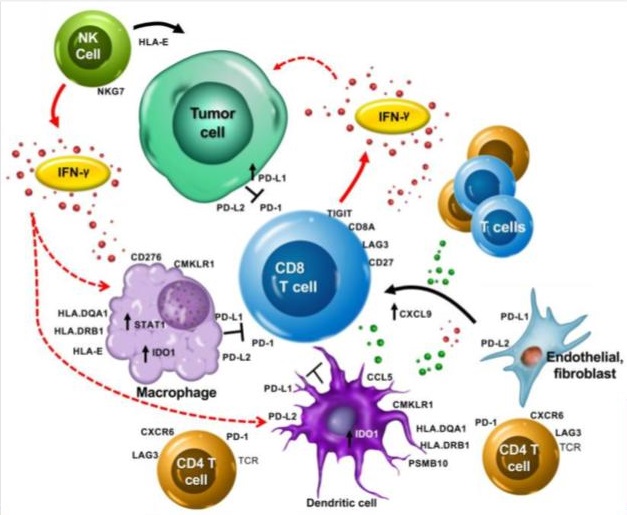 NK
Cell
HLA-E
NKG7
Tumor
cell
IFN-γ
IFN-γ
PD-L1
PD-L2
PD-1
T cells
TIGIT
CD8A
LAG3
CD27
CD8
T cell
CD276
CMKLR1
HLA.DQA1
STAT1
HLA.DRB1
HLA-E
IDO1
PD-L1
PD-1
PD-L2
Macrophage
CXCL9
PD-L1
PD-L2
Endothelial,
fibroblast
CCL5
PD-L1
CMKLR1
PD-L2
IDO1
HLA.DQA1
HLA.DRB1
PSMB10
Dendritic cell
CXCR6
PD-1
LAG3
TCR
CD4 T
cell
CXCR6
PD-1
LAG3
TCR
CD4 T
cell